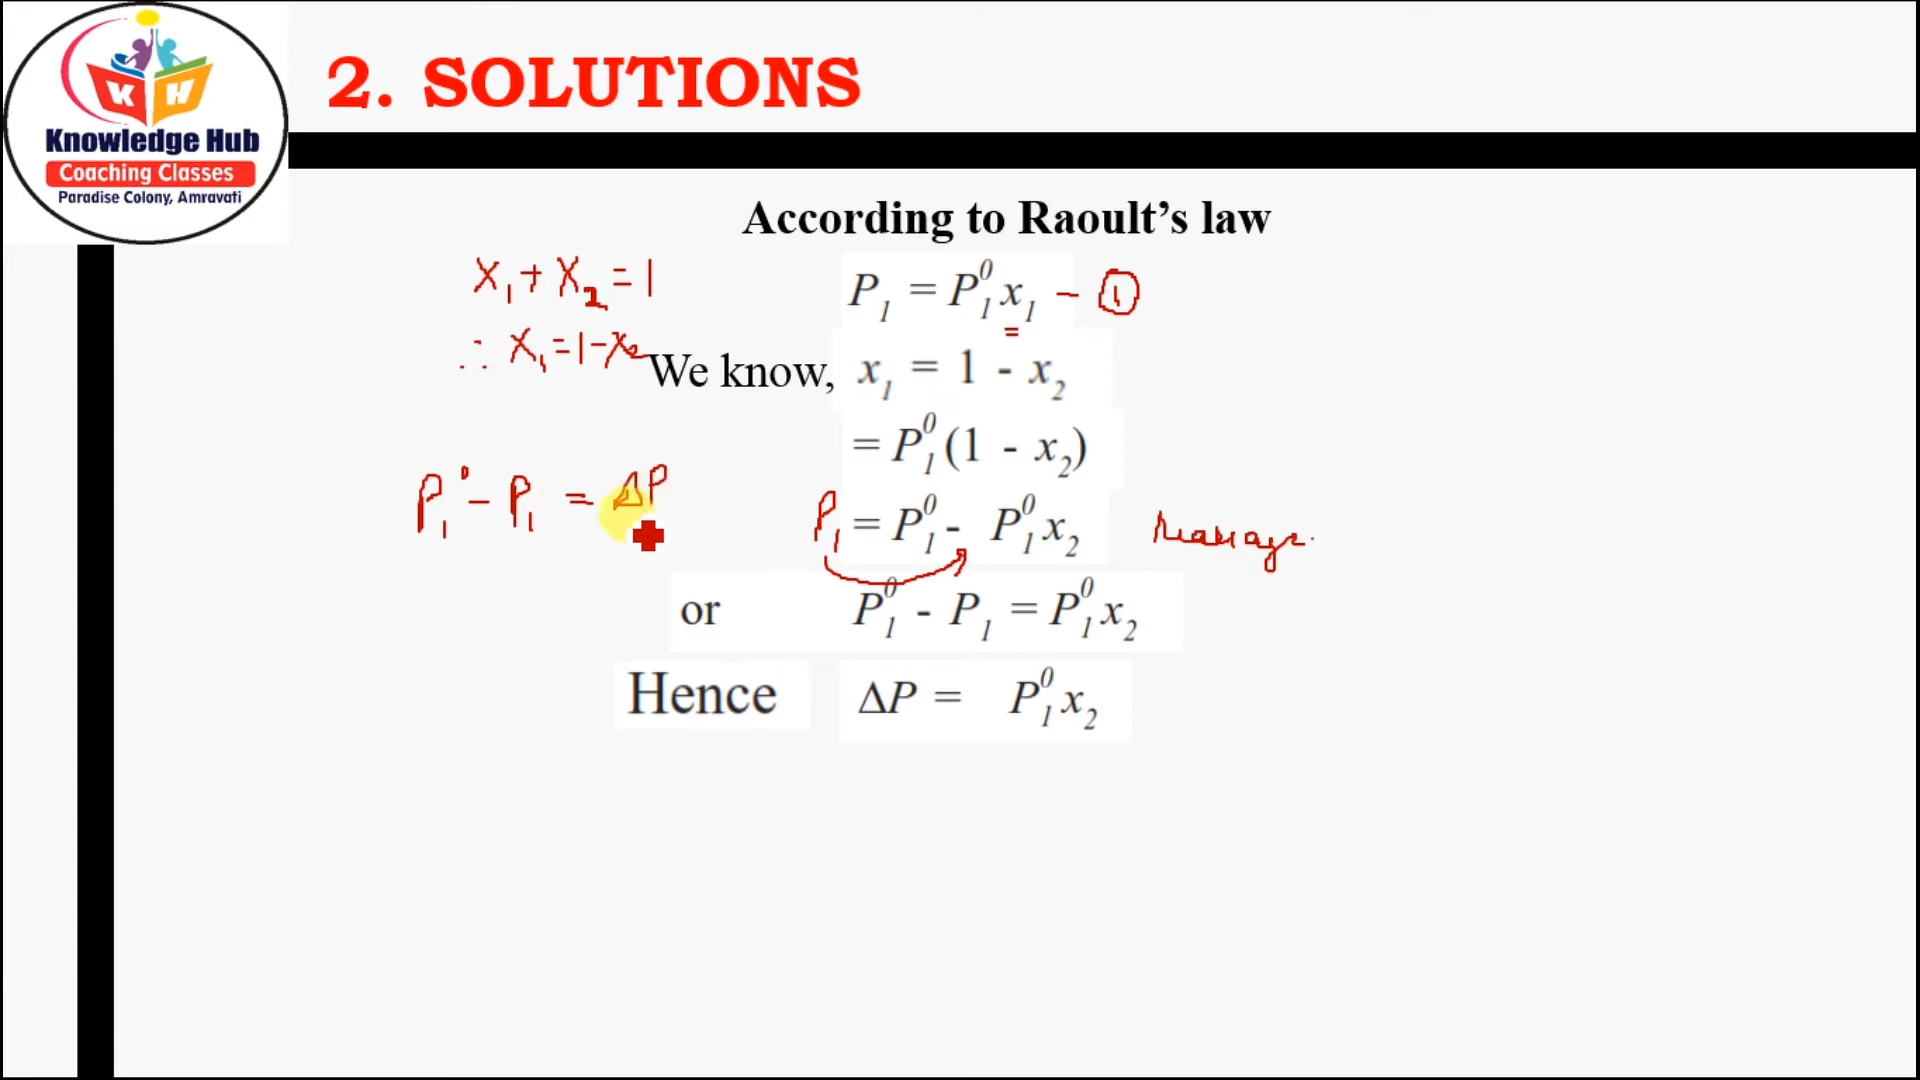 K H
Knowledge Hub
Coaching Classes
Paradise Colony, Amravati
2. SOLUTIONS
According to Raoult’s law
X₁ + X₂ = 1
P₁ = P₁⁰x₁ - ①
∴ X₁ = 1 - X₂
We know, x₁ = 1 - x₂
= P₁⁰(1 - x₂)
P₁⁰ - P₁ = ΔP
P₁ = P₁⁰ - P₁⁰x₂
or P₁⁰ - P₁ = P₁⁰x₂
Hence ΔP = P₁⁰x₂